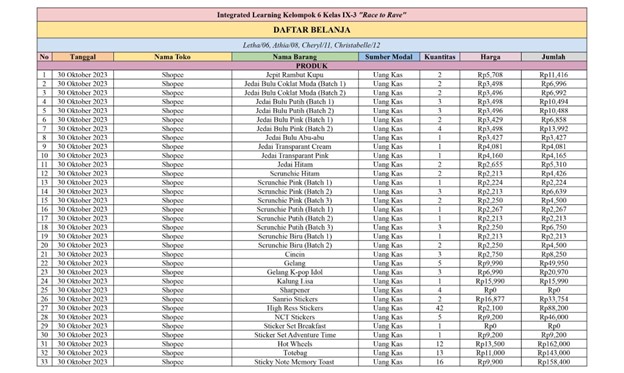 Integrated Learning Kelompok 6 Kelas IX-3 "Race to Rave"
DAFTAR BELANJA
Letha/06, Athia/08, Cheryl/11, Christabelle/12
No Tanggal Nama Toko Nama Barang Sumber Modal Kuantitas Harga Jumlah
PRODUK
1 30 Oktober 2023 Shopee Jepit Rambut Kupu Uang Kas 2 Rp5,708 Rp11,416
2 30 Oktober 2023 Shopee Jedai Bulu Coklat Muda (Batch 1) Uang Kas 2 Rp3,498 Rp6,996
3 30 Oktober 2023 Shopee Jedai Bulu Coklat Muda (Batch 2) Uang Kas 2 Rp3,496 Rp6,992
4 30 Oktober 2023 Shopee Jedai Bulu Putih (Batch 1) Uang Kas 3 Rp3,498 Rp10,494
5 30 Oktober 2023 Shopee Jedai Bulu Putih (Batch 2) Uang Kas 3 Rp3,496 Rp10,488
6 30 Oktober 2023 Shopee Jedai Bulu Pink (Batch 1) Uang Kas 2 Rp3,429 Rp6,858
7 30 Oktober 2023 Shopee Jedai Bulu Pink (Batch 2) Uang Kas 4 Rp3,498 Rp13,992
8 30 Oktober 2023 Shopee Jedai Bulu Abu-abu Uang Kas 1 Rp3,427 Rp3,427
9 30 Oktober 2023 Shopee Jedai Transparant Cream Uang Kas 1 Rp4,081 Rp4,081
10 30 Oktober 2023 Shopee Jedai Transparant Pink Uang Kas 1 Rp4,160 Rp4,165
11 30 Oktober 2023 Shopee Jedai Hitam Uang Kas 2 Rp2,655 Rp5,310
12 30 Oktober 2023 Shopee Scrunchie Hitam Uang Kas 2 Rp2,213 Rp4,426
13 30 Oktober 2023 Shopee Scrunchie Pink (Batch 1) Uang Kas 1 Rp2,224 Rp2,224
14 30 Oktober 2023 Shopee Scrunchie Pink (Batch 2) Uang Kas 3 Rp2,213 Rp6,639
15 30 Oktober 2023 Shopee Scrunchie Pink (Batch 3) Uang Kas 2 Rp2,250 Rp4,500
16 30 Oktober 2023 Shopee Scrunchie Putih (Batch 1) Uang Kas 1 Rp2,267 Rp2,267
17 30 Oktober 2023 Shopee Scrunchie Putih (Batch 2) Uang Kas 1 Rp2,213 Rp2,213
18 30 Oktober 2023 Shopee Scrunchie Putih (Batch 3) Uang Kas 3 Rp2,250 Rp6,750
19 30 Oktober 2023 Shopee Scrunchie Biru (Batch 1) Uang Kas 1 Rp2,213 Rp2,213
20 30 Oktober 2023 Shopee Scrunchie Biru (Batch 2) Uang Kas 2 Rp2,250 Rp4,500
21 30 Oktober 2023 Shopee Cincin Uang Kas 3 Rp2,750 Rp8,250
22 30 Oktober 2023 Shopee Gelang Uang Kas 5 Rp9,990 Rp49,950
23 30 Oktober 2023 Shopee Gelang K-pop Idol Uang Kas 3 Rp6,990 Rp20,970
24 30 Oktober 2023 Shopee Kalung Lisa Uang Kas 1 Rp15,990 Rp15,990
25 30 Oktober 2023 Shopee Sharpener Uang Kas 4 Rp0 Rp0
26 30 Oktober 2023 Shopee Sanrio Stickers Uang Kas 2 Rp16,877 Rp33,754
27 30 Oktober 2023 Shopee High Ress Stickers Uang Kas 42 Rp2,100 Rp88,200
28 30 Oktober 2023 Shopee NCT Stickers Uang Kas 5 Rp9,200 Rp46,000
29 30 Oktober 2023 Shopee Sticker Set Breakfast Uang Kas 1 Rp0 Rp0
30 30 Oktober 2023 Shopee Sticker Set Adventure Time Uang Kas 1 Rp9,200 Rp9,200
31 30 Oktober 2023 Shopee Hot Wheels Uang Kas 12 Rp13,500 Rp162,000
32 30 Oktober 2023 Shopee Totebag Uang Kas 13 Rp11,000 Rp143,000
33 30 Oktober 2023 Shopee Sticky Note Memory Toast Uang Kas 16 Rp9,900 Rp158,400